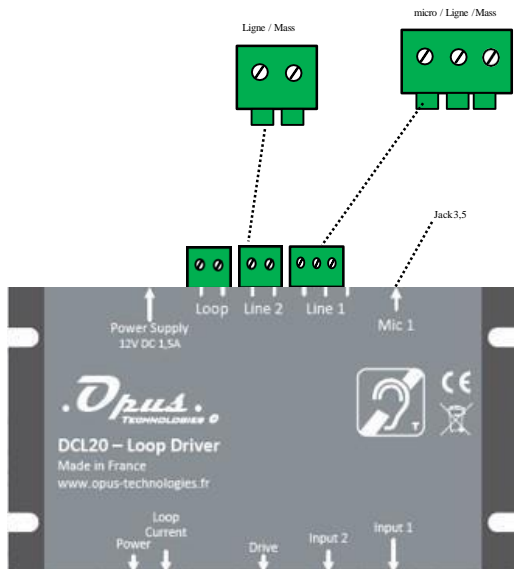 Ligne / Mass
micro / Ligne /Mass
Jack3,5
Power Supply
12V DC 1,5A
Loop
Line 2
Line 1
Mic 1
.Opus.
TECHNOLOGIES
CE
T
DCL20 – Loop Driver
Made in France
www.opus-technologies.fr
Power
Loop
Current
Drive
Input 2
Input 1